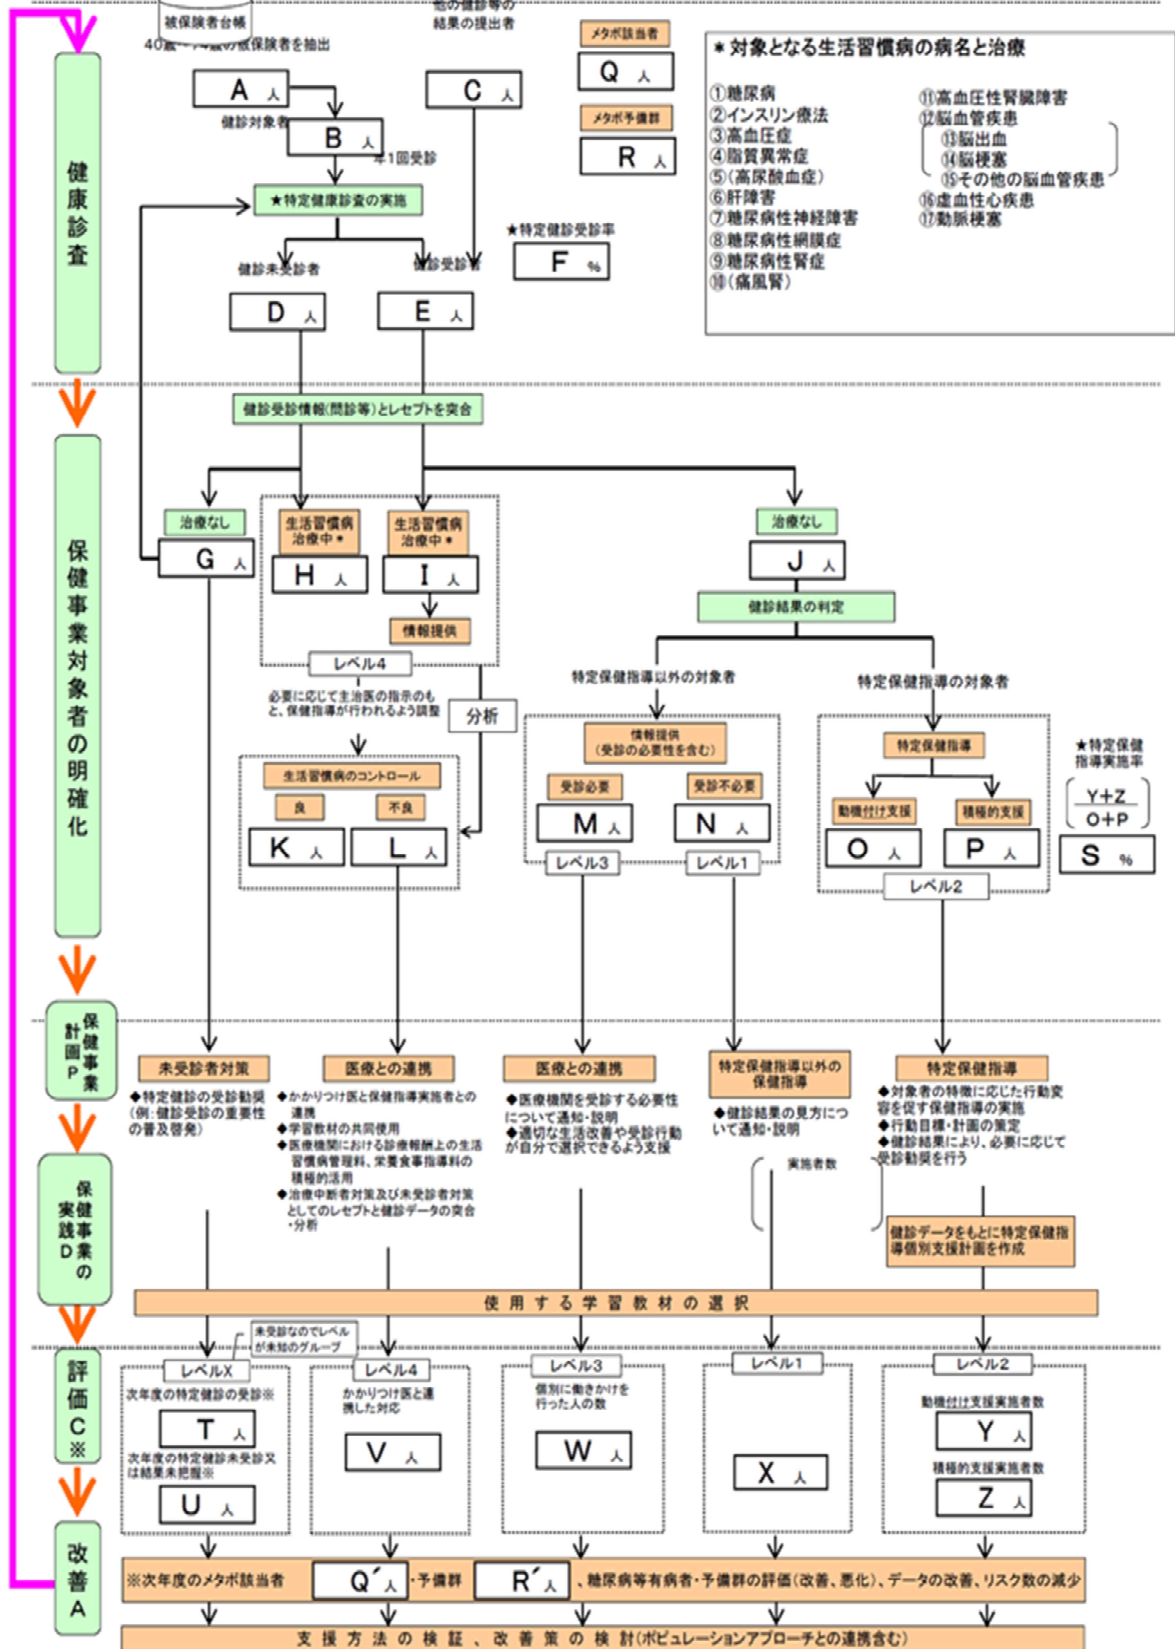 被保険者台帳
他の健診等の
結果の提出者
40歳~74歳の被保険者を抽出
A 人
健診対象者
B 人
年1回受診
C 人
メタボ該当者
Q 人
メタボ予備群
R 人
*対象となる生活習慣病の病名と治療
①糖尿病
②インスリン療法
③高血圧症
④脂質異常症
⑤(高尿酸血症)
⑥肝障害
⑦糖尿病性神経障害
⑧糖尿病性網膜症
⑨糖尿病性腎症
⑩(痛風腎)
⑪高血圧性腎臓障害
⑫脳血管疾患
⑬脳出血
⑭脳梗塞
⑮その他の脳血管疾患
⑯虚血性心疾患
⑰動脈梗塞
健康診査
★特定健康診査の実施
★特定健診受診率
F %
健診未受診者
D 人
健診受診者
E 人
健診受診情報(問診等)とレセプトを突合
保健事業対象者の明確化
治療なし
G 人
生活習慣病
治療中*
H 人
生活習慣病
治療中*
I 人
情報提供
レベル4
必要に応じて主治医の指示のも
と、保健指導が行われるよう調整
分析
生活習慣病のコントロール
良
不良
K 人
L 人
治療なし
J 人
健診結果の判定
特定保健指導以外の対象者
特定保健指導の対象者
情報提供
(受診の必要性を含む)
受診必要
受診不必要
M 人
N 人
レベル3
レベル1
特定保健指導
動機付け支援
積極的支援
O 人
P 人
レベル2
★特定保健
指導実施率
Y+Z
O+P
S %
保健事業
計画P
未受診者対策
◆特定健診の受診勧奨
(例:健診受診の重要性
の普及啓発)
医療との連携
◆かかりつけ医と保健指導実施者との
連携
◆学習教材の共同使用
◆医療機関における診療報酬上の生活
習慣病管理料、栄養食事指導料の
積極的活用
◆治療中断者対策及び未受診者対策
としてのレセプトと健診データの突合
・分析
医療との連携
◆医療機関を受診する必要性
について通知・説明
◆適切な生活改善や受診行動
が自分で選択できるよう支援
特定保健指導以外の
保健指導
◆健診結果の見方につ
いて通知・説明
実施者数
特定保健指導
◆対象者の特徴に応じた行動変
容を促す保健指導の実施
◆行動目標・計画の策定
◆健診結果により、必要に応じて
受診勧奨を行う
健診データをもとに特定保健指
導個別支援計画を作成
保健事業の
実践D
使用する学習教材の選択
評価C※
未受診なのでレベル
が未知のグループ
レベルX
次年度の特定健診の受診※
T 人
次年度の特定健診未受診又
は結果未把握※
U 人
レベル4
かかりつけ医と連
携した対応
V 人
レベル3
個別に働きかけを
行った人の数
W 人
レベル1
X 人
レベル2
動機付け支援実施者数
Y 人
積極的支援実施者数
Z 人
改善A
※次年度のメタボ該当者 Q´人・予備群 R´人、糖尿病等有病者・予備群の評価(改善、悪化)、データの改善、リスク数の減少
支援方法の検証、改善策の検討(ポピュレーションアプローチとの連携含む)